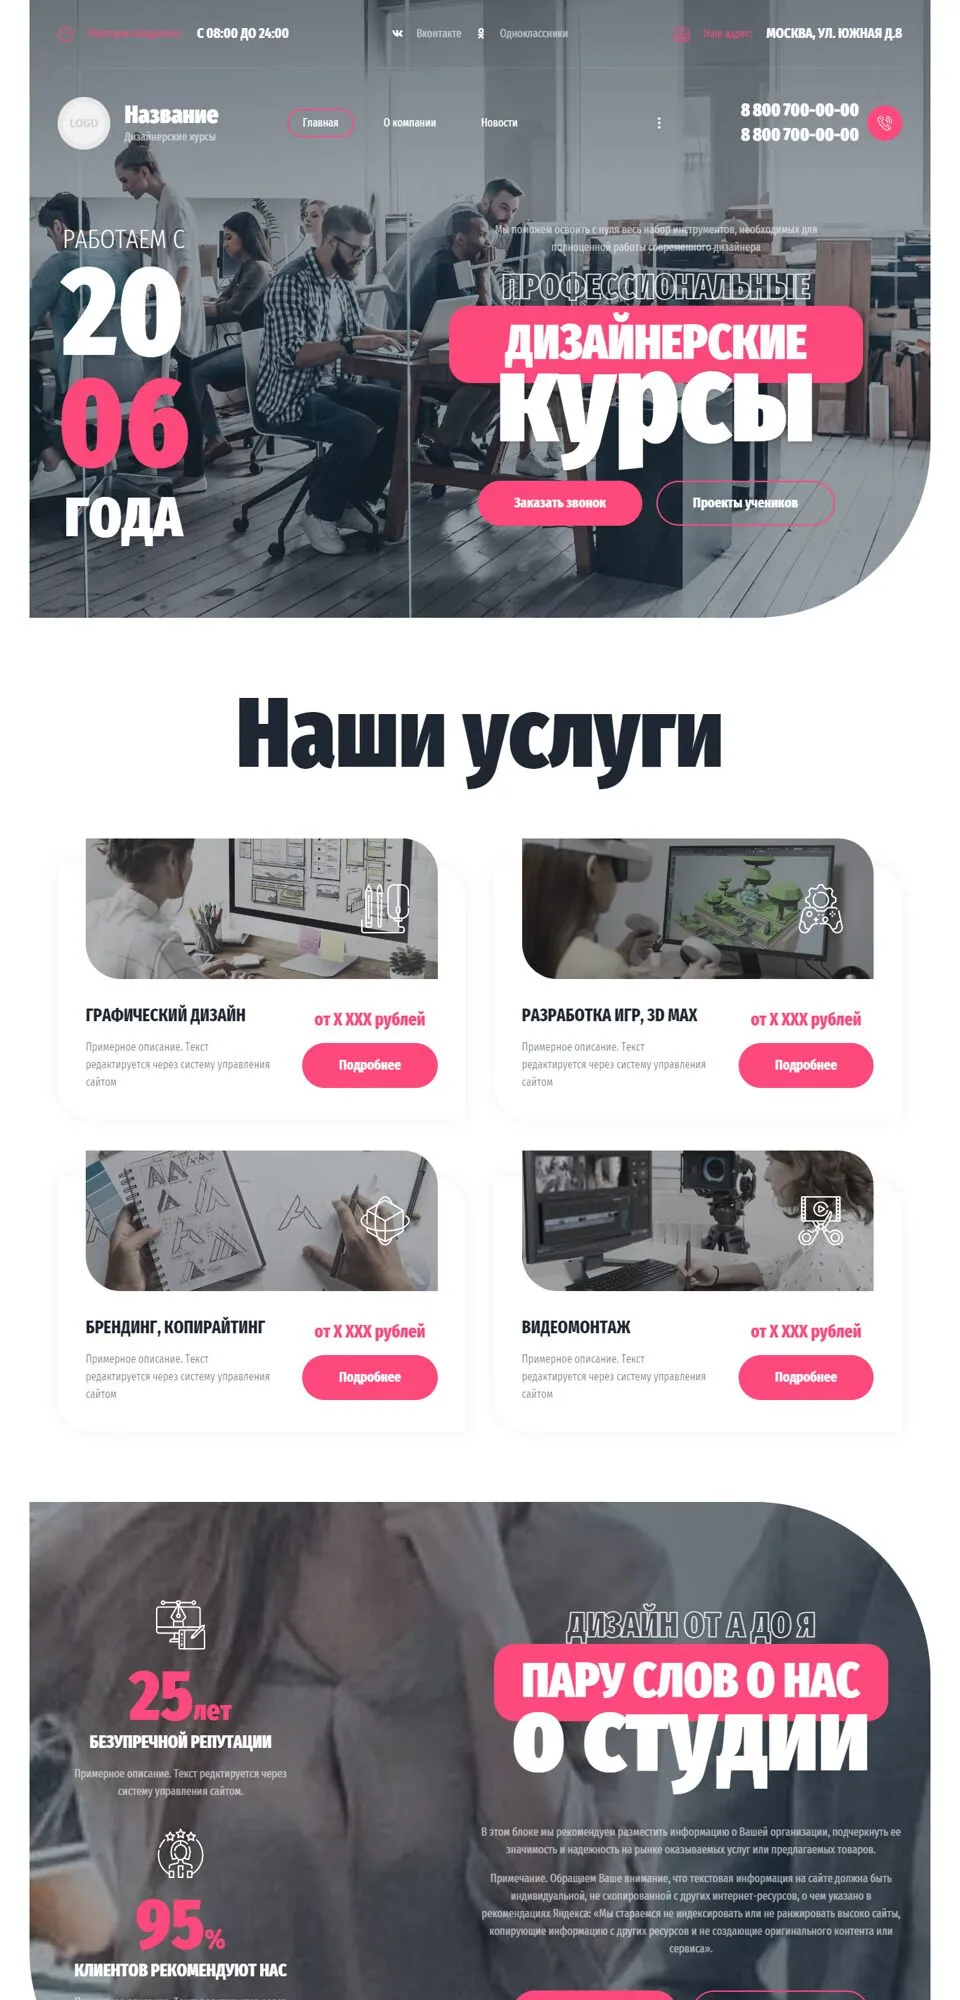 С 08:00 ДО 24:00
Вконтакте
Одноклассники
Наш адрес:
МОСКВА, УЛ. ЮЖНАЯ Д.8
LOGO
Название
Дизайнерские курсы
Главная
О компании
Новости
8 800 700-00-00
8 800 700-00-00
РАБОТАЕМ С
20
06
ГОДА
Мы поможем освоить с нуля весь набор инструментов, необходимых для
полноценной работы современного дизайнера
ПРОФЕССИОНАЛЬНЫЕ
ДИЗАЙНЕРСКИЕ
курсы
Заказать звонок
Проекты учеников
Наши услуги
ГРАФИЧЕСКИЙ ДИЗАЙН
от X XXX рублей
Примерное описание. Текст
редактируется через систему управления
сайтом
Подробнее
РАЗРАБОТКА ИГР, 3D MAX
от X XXX рублей
Примерное описание. Текст
редактируется через систему управления
сайтом
Подробнее
БРЕНДИНГ, КОПИРАЙТИНГ
от X XXX рублей
Примерное описание. Текст
редактируется через систему управления
сайтом
Подробнее
ВИДЕОМОНТАЖ
от X XXX рублей
Примерное описание. Текст
редактируется через систему управления
сайтом
Подробнее
25лет
БЕЗУПРЕЧНОЙ РЕПУТАЦИИ
Примерное описание. Текст редктируется через
систему управления сайтом.
95%
КЛИЕНТОВ РЕКОМЕНДУЮТ НАС
ДИЗАЙН ОТ А ДО Я
ПАРУ СЛОВ О НАС
о студии
В этом блоке мы рекомендуем разместить информацию о Вашей организации, подчеркнуть ее
значимость и надежность на рынке оказываемых услуг или предлагаемых товаров.
Примечание. Обращаем Ваше внимание, что текстовая информация на сайте должна быть
индивидуальной, не скопированной с других интернет-ресурсов, о чем указано в
рекомендациях Яндекса: «Мы стараемся не индексировать или не ранжировать высоко сайты,
копирующие информацию с других ресурсов и не создающие оригинального контента или
сервиса».